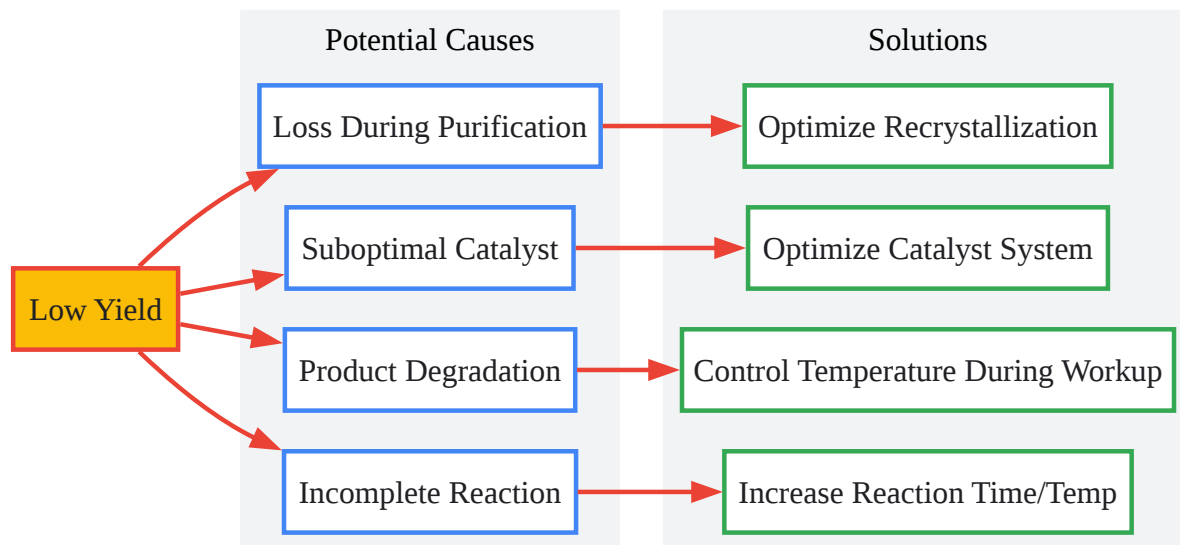 Potential Causes
Solutions
Loss During Purification
Optimize Recrystallization
Suboptimal Catalyst
Optimize Catalyst System
Low Yield
Product Degradation
Control Temperature During Workup
Incomplete Reaction
Increase Reaction Time/Temp